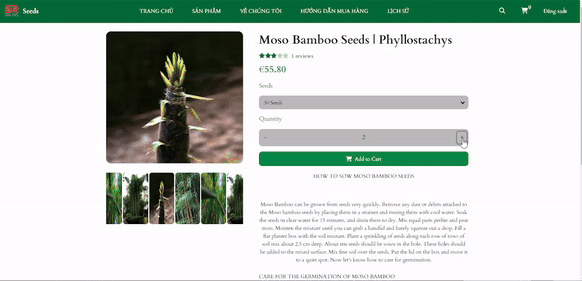 Seeds
TRANG CHỦ
SẢN PHẨM
VỀ CHÚNG TÔI
HƯỚNG DẪN MUA HÀNG
LỊCH SỬ
0
Đăng xuất
Moso Bamboo Seeds | Phyllostachys
1 reviews
€55.80
Seeds
50 Seeds
Quantity
-
2
+
Add to Cart
HOW TO SOW MOSO BAMBOO SEEDS
Moso Bamboo can be grown from seeds very quickly. Remove any dust or debris attached to
the Moso bamboo seeds by placing them in a strainer and rinsing them with cool water. Soak
the seeds in clear water for 15 minutes, and drain them to dry. Mix equal parts perlite and peat
moss. Moisten the mixture until you can grab a handful and barely squeeze out a drop. Fill a
flat planter box with the soil mixture. Plant a sprinkling of seeds along each row of rows of
soil mix about 2.5 cm deep. About ten seeds should be sown in the hole. These holes should
be added to the mixed surface. Mix fine soil over the seeds. Put the lid on the box and move it
to a quiet spot. Now let's know how to care for germination.
CARE FOR THE GERMINATION OF MOSO BAMBOO